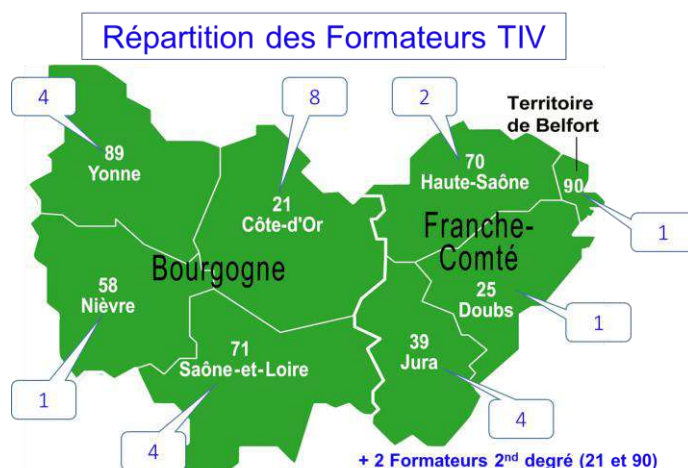 Répartition des Formateurs TIV
4
8
2
Territoire
de Belfort
89
Yonne
70
Haute-Saône
90
21
Côte-d'Or
1
Franche-
Comté
Bourgogne
58
Nièvre
25
Doubs
1
71
Saône-et-Loire
39
Jura
1
4
4
+ 2 Formateurs 2nd degré (21 et 90)